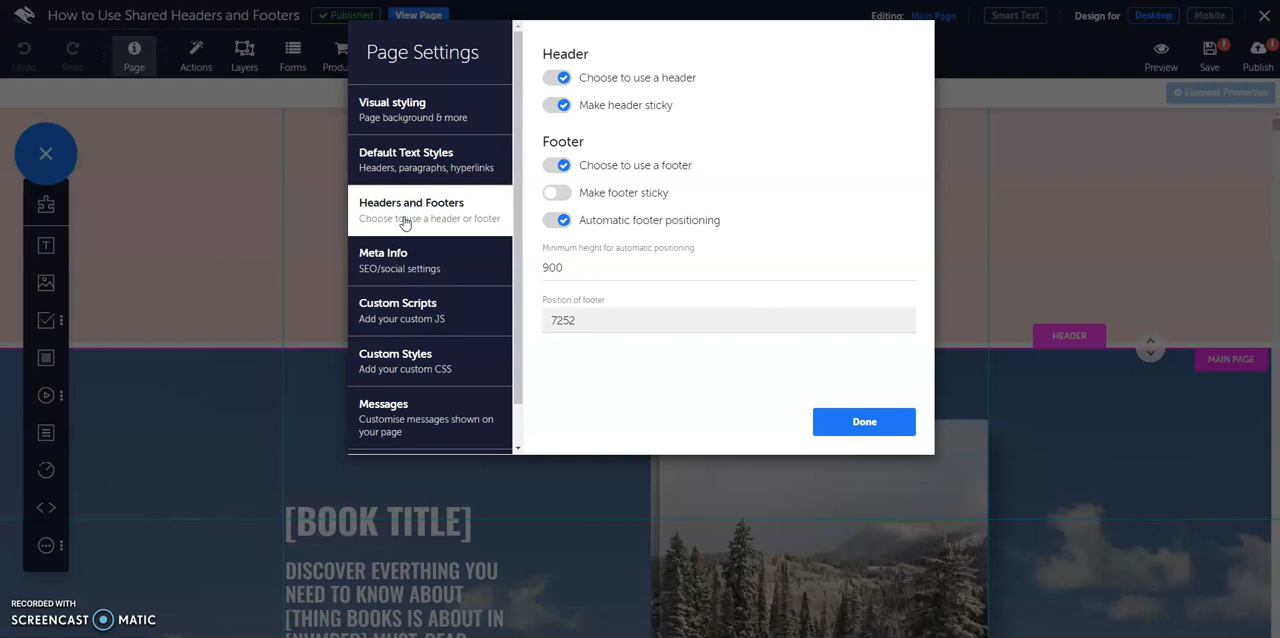 How to Use Shared Headers and Footers
✔ Published
View Page
Editing: Main Page
Smart Text
Design for
Desktop
Mobile
Undo
Redo
Page
Actions
Layers
Forms
Produ
Preview
Save
Publish
Element Properties
Page Settings
Visual styling
Page background & more
Default Text Styles
Headers, paragraphs, hyperlinks
Headers and Footers
Choose to use a header or footer
Meta Info
SEO/social settings
Custom Scripts
Add your custom JS
Custom Styles
Add your custom CSS
Messages
Customise messages shown on
your page
Header
Choose to use a header
Make header sticky
Footer
Choose to use a footer
Make footer sticky
Automatic footer positioning
Minimum height for automatic positioning
900
Position of footer
7252
Done
HEADER
MAIN PAGE
[BOOK TITLE]
DISCOVER EVERTHING YOU
NEED TO KNOW ABOUT
[THING BOOKS IS ABOUT IN
[NUMBER] MUST-READ
RECORDED WITH
SCREENCAST MATIC